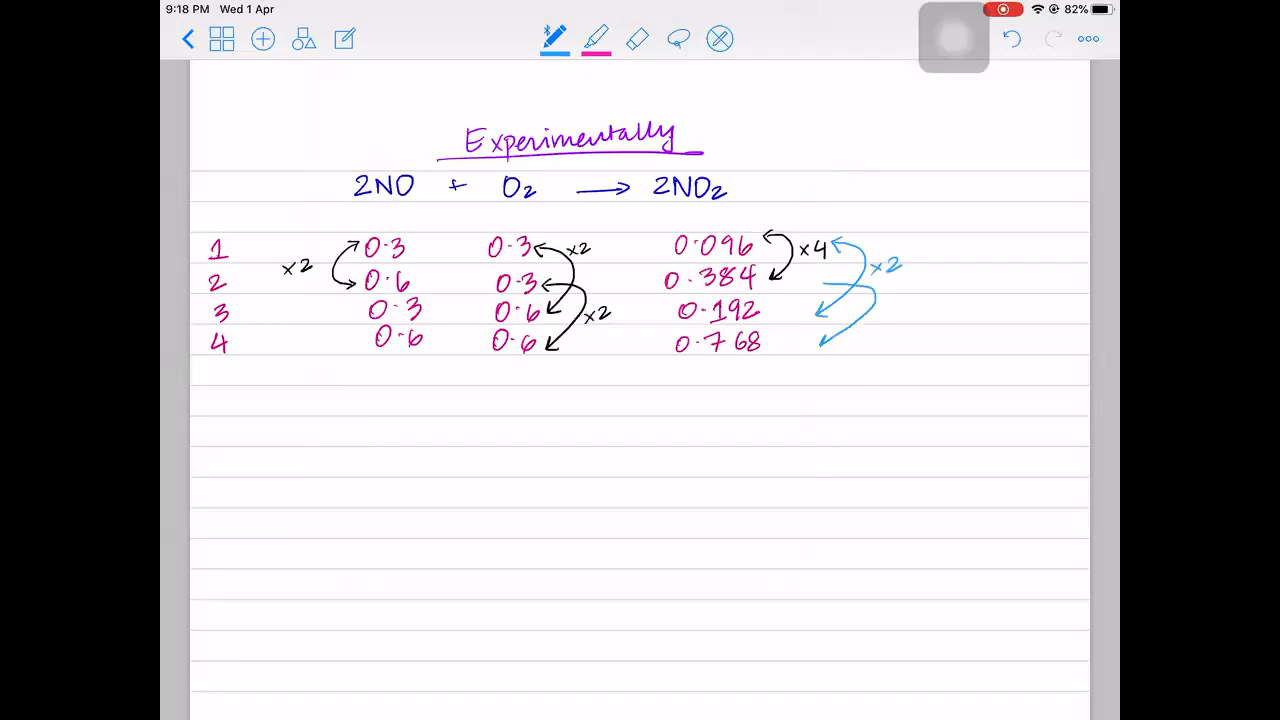 9:18 PM Wed 1 Apr 82%
Experimentally
2NO + O₂ ⟶ 2NO₂
1 0.3 0.3 ×2 0.096 ×4 ×2
2 ×2 0.6 0.3 0.384
3 0.3 0.6 ×2 0.192
4 0.6 0.6 0.768